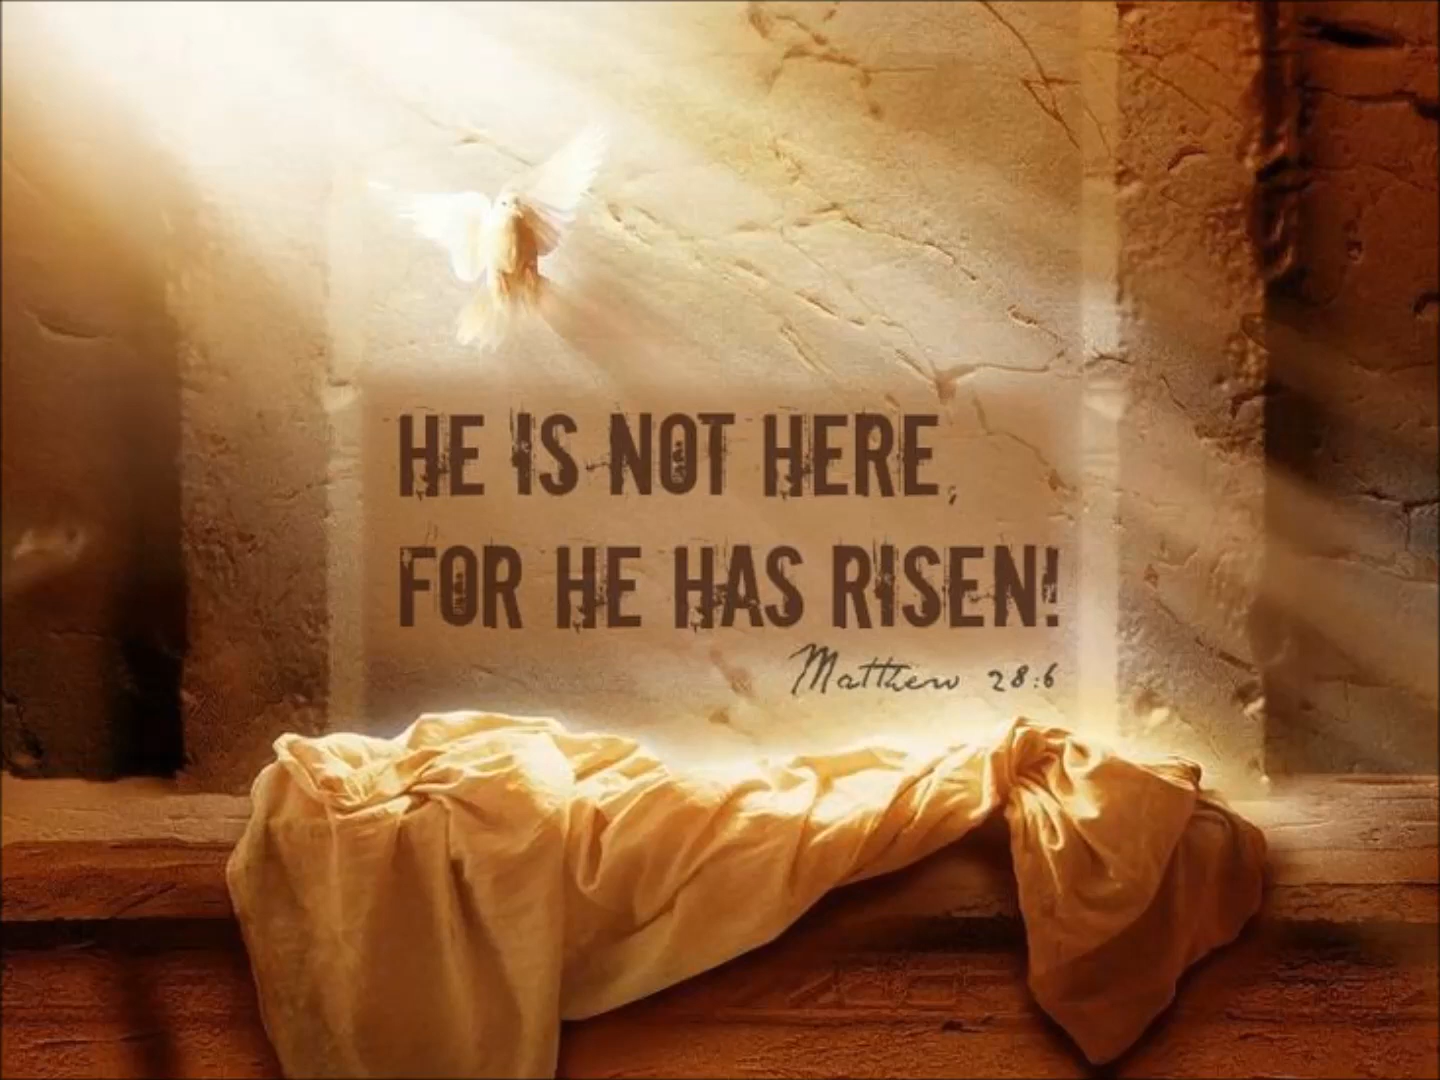 HE IS NOT HERE,
FOR HE HAS RISEN!
Matthew 28:6